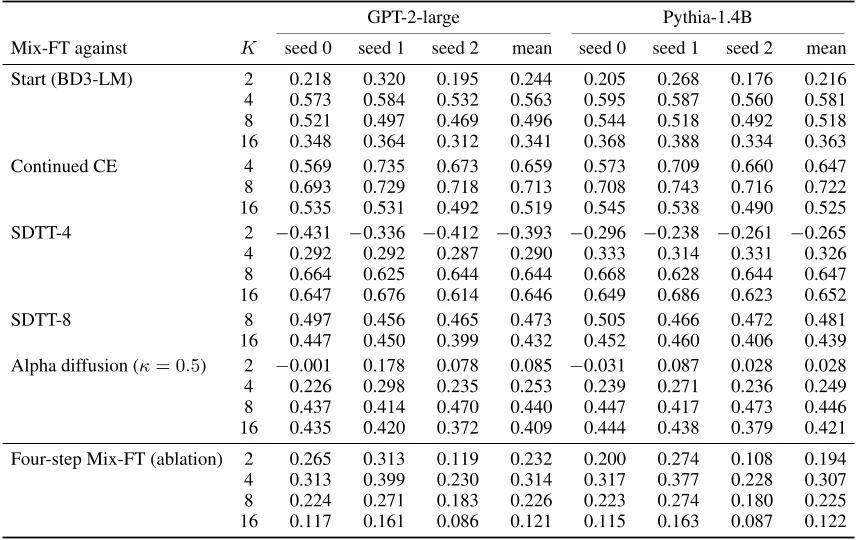 GPT-2-large Pythia-1.4B
Mix-FT against K seed 0 seed 1 seed 2 mean seed 0 seed 1 seed 2 mean
Start (BD3-LM) 2 0.218 0.320 0.195 0.244 0.205 0.268 0.176 0.216
4 0.573 0.584 0.532 0.563 0.595 0.587 0.560 0.581
8 0.521 0.497 0.469 0.496 0.544 0.518 0.492 0.518
16 0.348 0.364 0.312 0.341 0.368 0.388 0.334 0.363
Continued CE 4 0.569 0.735 0.673 0.659 0.573 0.709 0.660 0.647
8 0.693 0.729 0.718 0.713 0.708 0.743 0.716 0.722
16 0.535 0.531 0.492 0.519 0.545 0.538 0.490 0.525
SDTT-4 2 −0.431 −0.336 −0.412 −0.393 −0.296 −0.238 −0.261 −0.265
4 0.292 0.292 0.287 0.290 0.333 0.314 0.331 0.326
8 0.664 0.625 0.644 0.644 0.668 0.628 0.644 0.647
16 0.647 0.676 0.614 0.646 0.649 0.686 0.623 0.652
SDTT-8 8 0.497 0.456 0.465 0.473 0.505 0.466 0.472 0.481
16 0.447 0.450 0.399 0.432 0.452 0.460 0.406 0.439
Alpha diffusion (κ = 0.5) 2 −0.001 0.178 0.078 0.085 −0.031 0.087 0.028 0.028
4 0.226 0.298 0.235 0.253 0.239 0.271 0.236 0.249
8 0.437 0.414 0.470 0.440 0.447 0.417 0.473 0.446
16 0.435 0.420 0.372 0.409 0.444 0.438 0.379 0.421
Four-step Mix-FT (ablation) 2 0.265 0.313 0.119 0.232 0.200 0.274 0.108 0.194
4 0.313 0.399 0.230 0.314 0.317 0.377 0.228 0.307
8 0.224 0.271 0.183 0.226 0.223 0.274 0.180 0.225
16 0.117 0.161 0.086 0.121 0.115 0.163 0.087 0.122